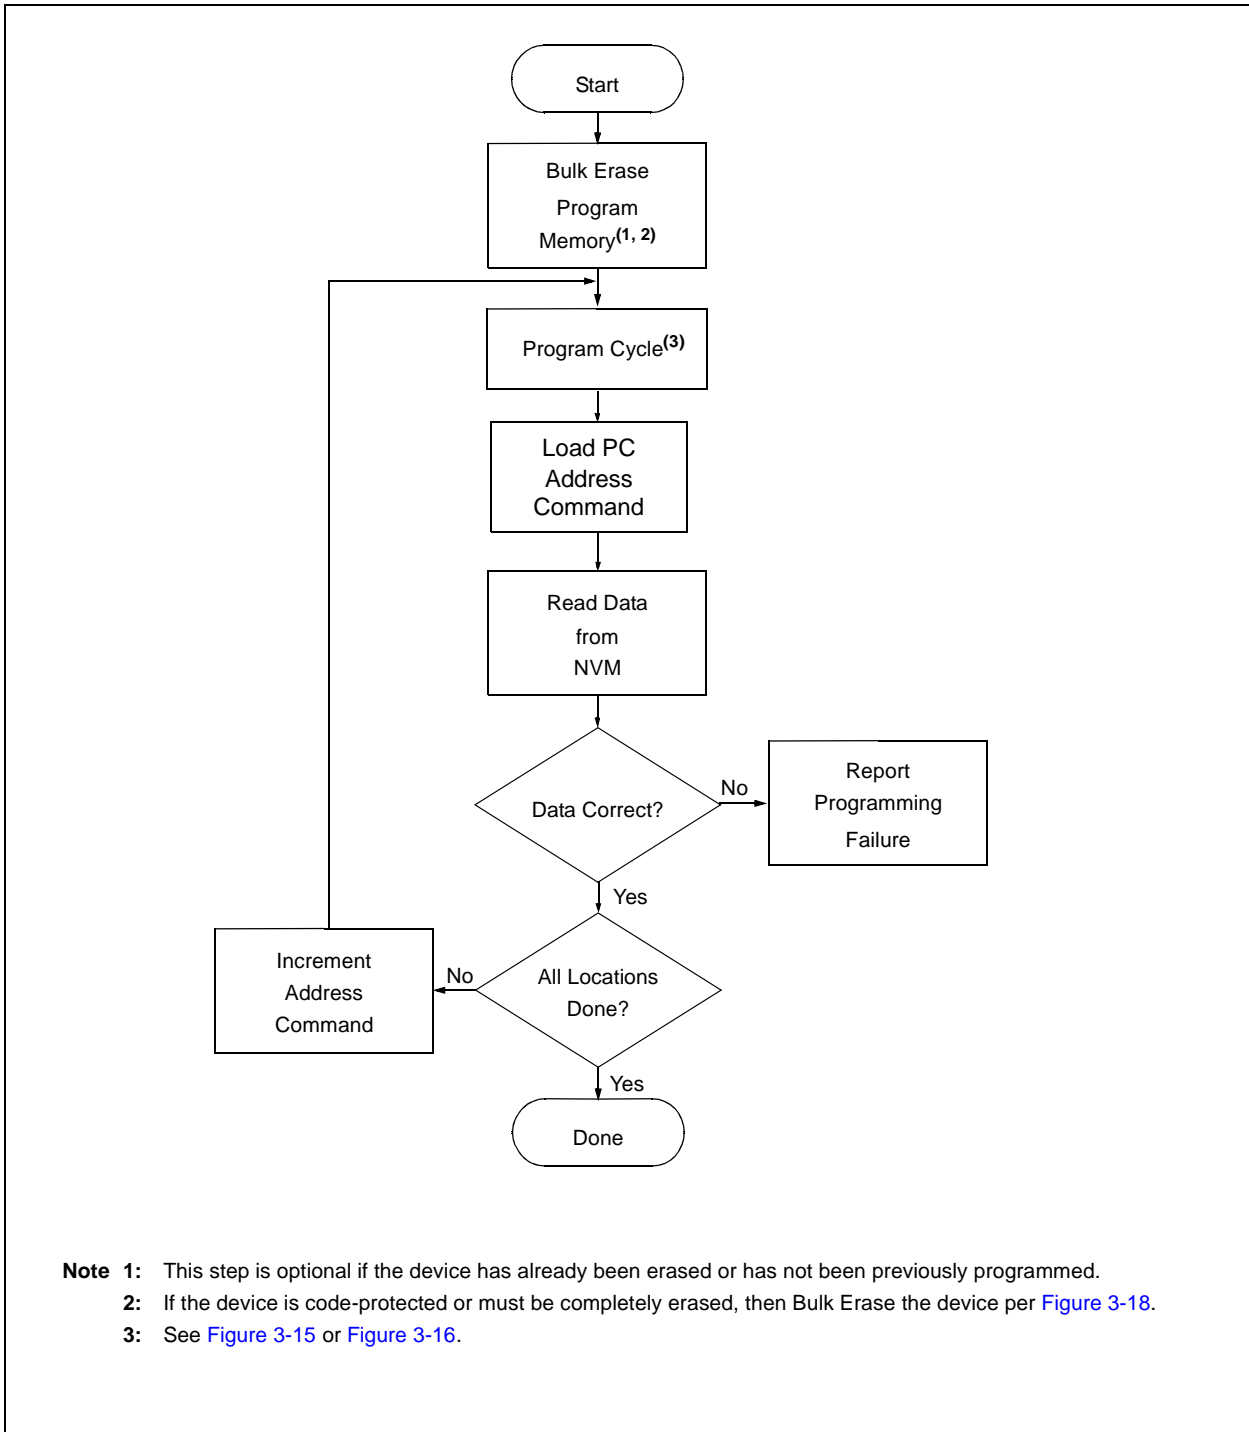 Start
Bulk Erase
Program
Memory(1, 2)
Program Cycle(3)
Load PC
Address
Command
Read Data
from
NVM
Data Correct?
No
Report
Programming
Failure
Yes
All Locations
Done?
No
Increment
Address
Command
Yes
Done
Note 1: This step is optional if the device has already been erased or has not been previously programmed.
2: If the device is code-protected or must be completely erased, then Bulk Erase the device per Figure 3-18.
3: See Figure 3-15 or Figure 3-16.